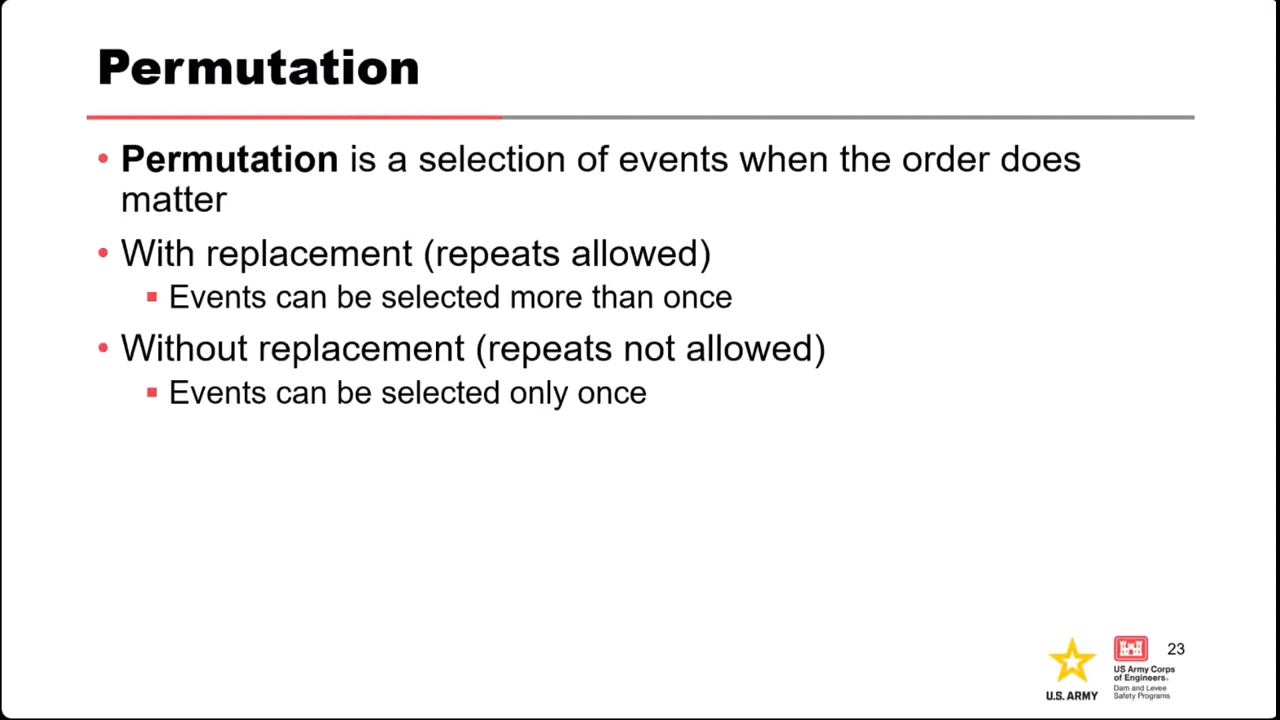 Permutation
• Permutation is a selection of events when the order does
matter
• With replacement (repeats allowed)
▪ Events can be selected more than once
• Without replacement (repeats not allowed)
▪ Events can be selected only once
23
U.S. ARMY
US Army Corps
of Engineers®
Dam and Levee
Safety Programs